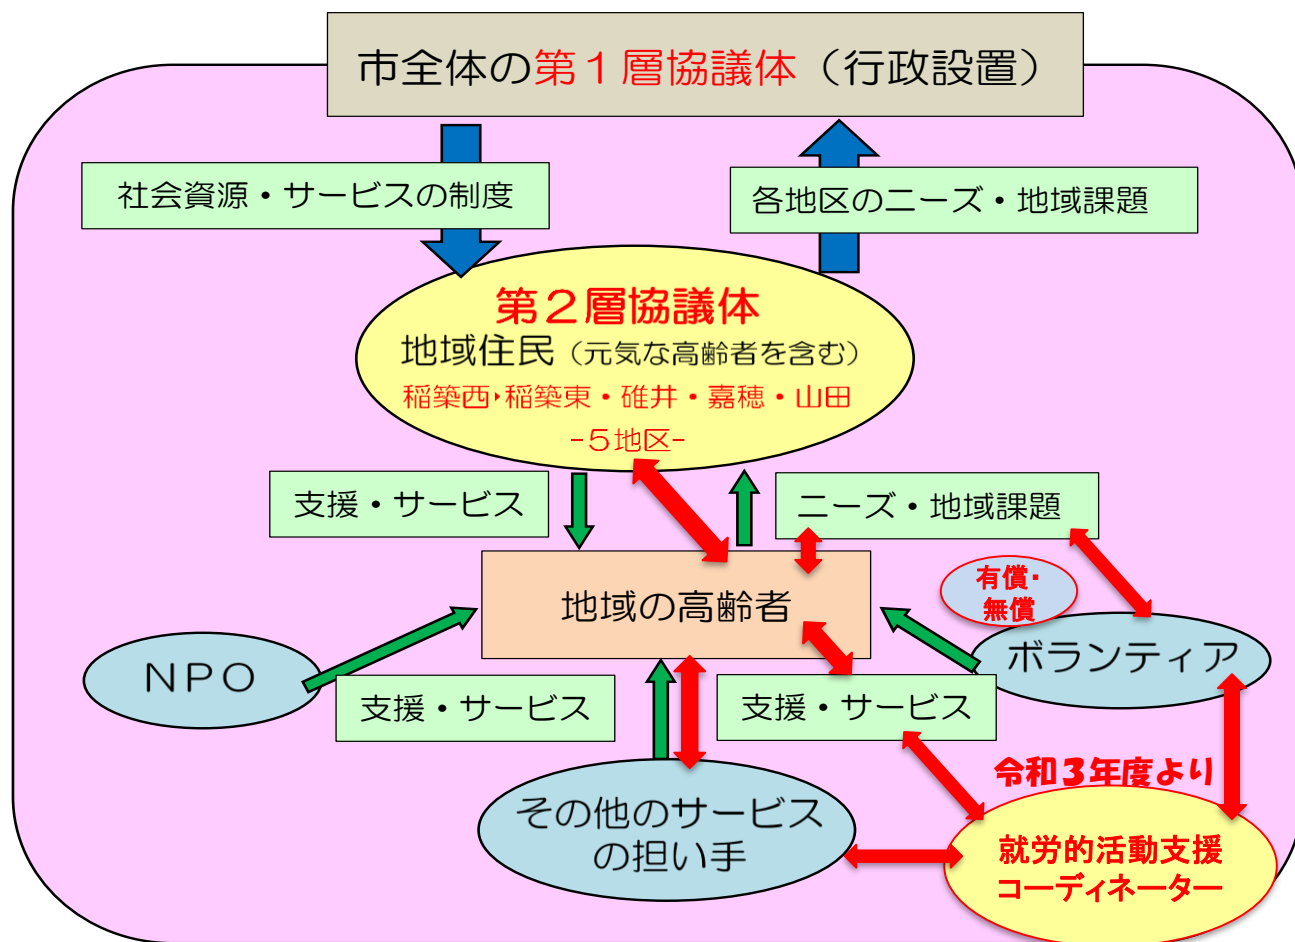 市全体の第１層協議体（行政設置）
社会資源・サービスの制度
各地区のニーズ・地域課題
第２層協議体
地域住民（元気な高齢者を含む）
稲築西・稲築東・碓井・嘉穂・山田
-５地区-
支援・サービス
ニーズ・地域課題
地域の高齢者
有償・
無償
ＮＰＯ
ボランティア
支援・サービス
支援・サービス
令和３年度より
その他のサービス
の担い手
就労的活動支援
コーディネーター